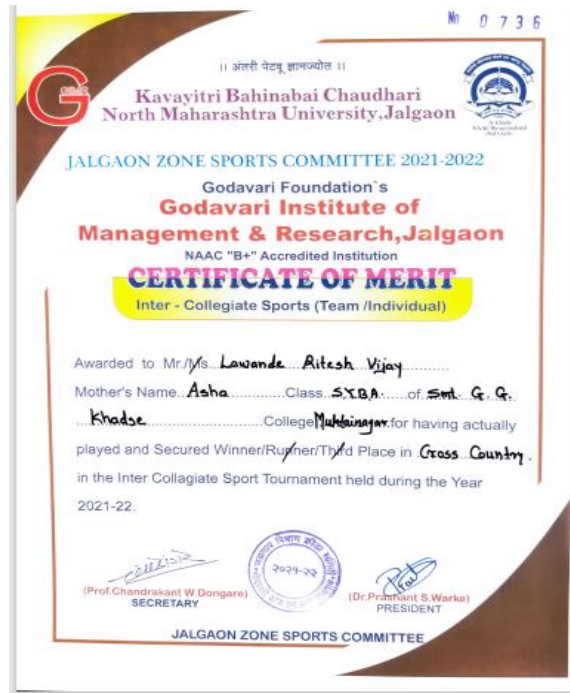 No 0736
।। अंतरी पेटवू ज्ञानज्योत ।।
Kavayitri Bahinabai Chaudhari
North Maharashtra University,Jalgaon
JALGAON ZONE SPORTS COMMITTEE 2021-2022
Godavari Foundation`s
Godavari Institute of
Management & Research,Jalgaon
NAAC "B+" Accredited Institution
CERTIFICATE OF MERIT
Inter - Collegiate Sports (Team /Individual)
Awarded to Mr./Ms. Lawande Ritesh Vijay
Mother's Name Asha Class S.Y.B.A. of Smt. G. G.
Khadse College Muktainagar for having actually
played and Secured Winner/Runner/Third Place in Cross Country.
in the Inter Collagiate Sport Tournament held during the Year
2021-22.
२०२१-२२
(Prof.Chandrakant W.Dongare)
SECRETARY
(Dr.Prashant S.Warke)
PRESIDENT
JALGAON ZONE SPORTS COMMITTEE